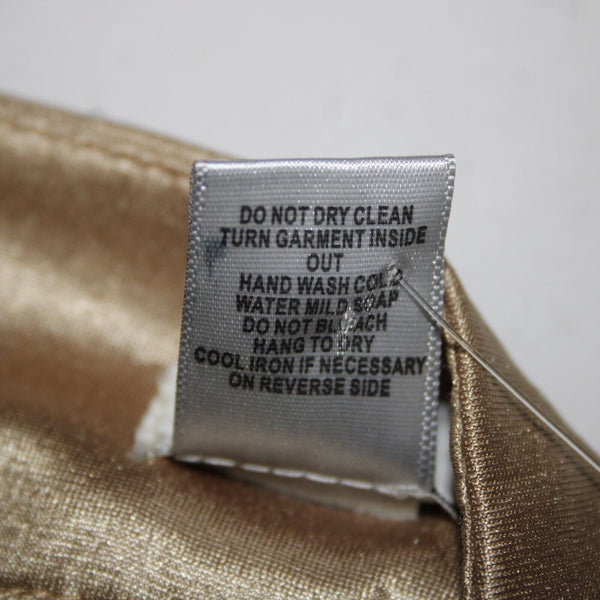 DO NOT DRY CLEAN
TURN GARMENT INSIDE
OUT
HAND WASH COLD
WATER MILD SOAP
DO NOT BLEACH
HANG TO DRY
COOL IRON IF NECESSARY
ON REVERSE SIDE